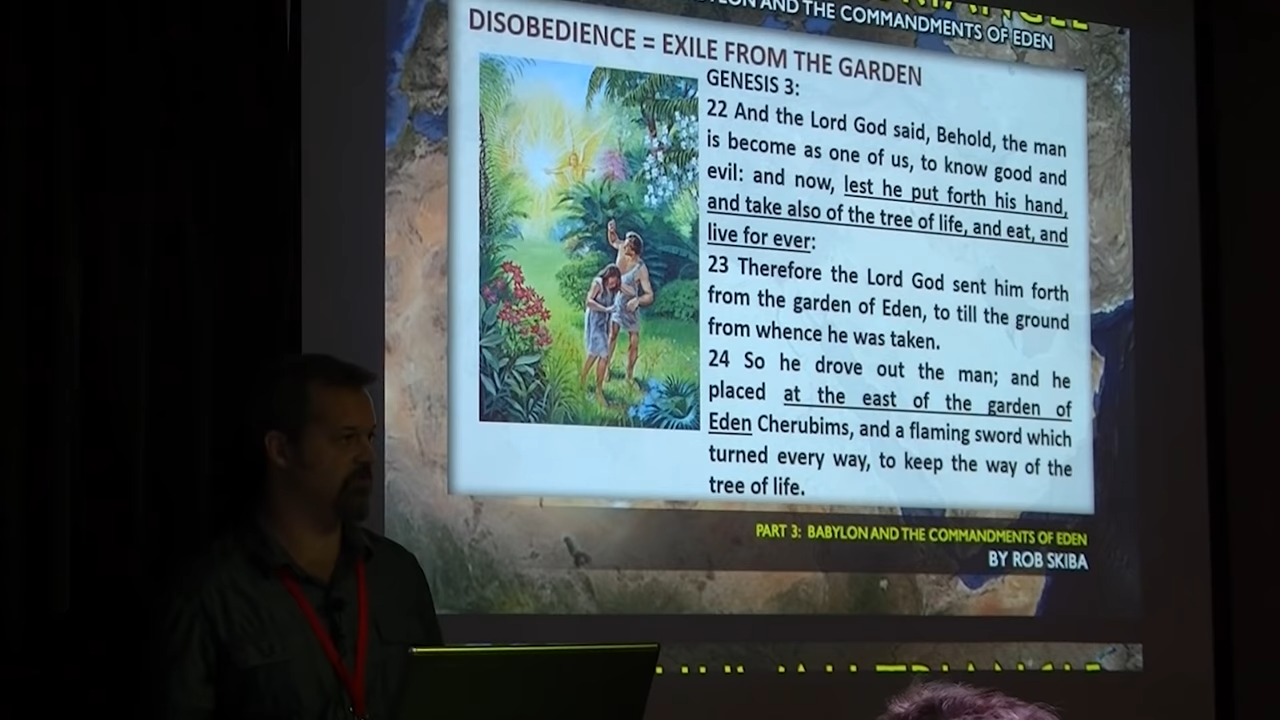 AND THE COMMANDMENTS OF EDEN
DISOBEDIENCE = EXILE FROM THE GARDEN
GENESIS 3:
22 And the Lord God said, Behold, the man
is become as one of us, to know good and
evil: and now, lest he put forth his hand,
and take also of the tree of life, and eat, and
live for ever:
23 Therefore the Lord God sent him forth
from the garden of Eden, to till the ground
from whence he was taken.
24 So he drove out the man; and he
placed at the east of the garden of
Eden Cherubims, and a flaming sword which
turned every way, to keep the way of the
tree of life.
PART 3: BABYLON AND THE COMMANDMENTS OF EDEN
BY ROB SKIBA